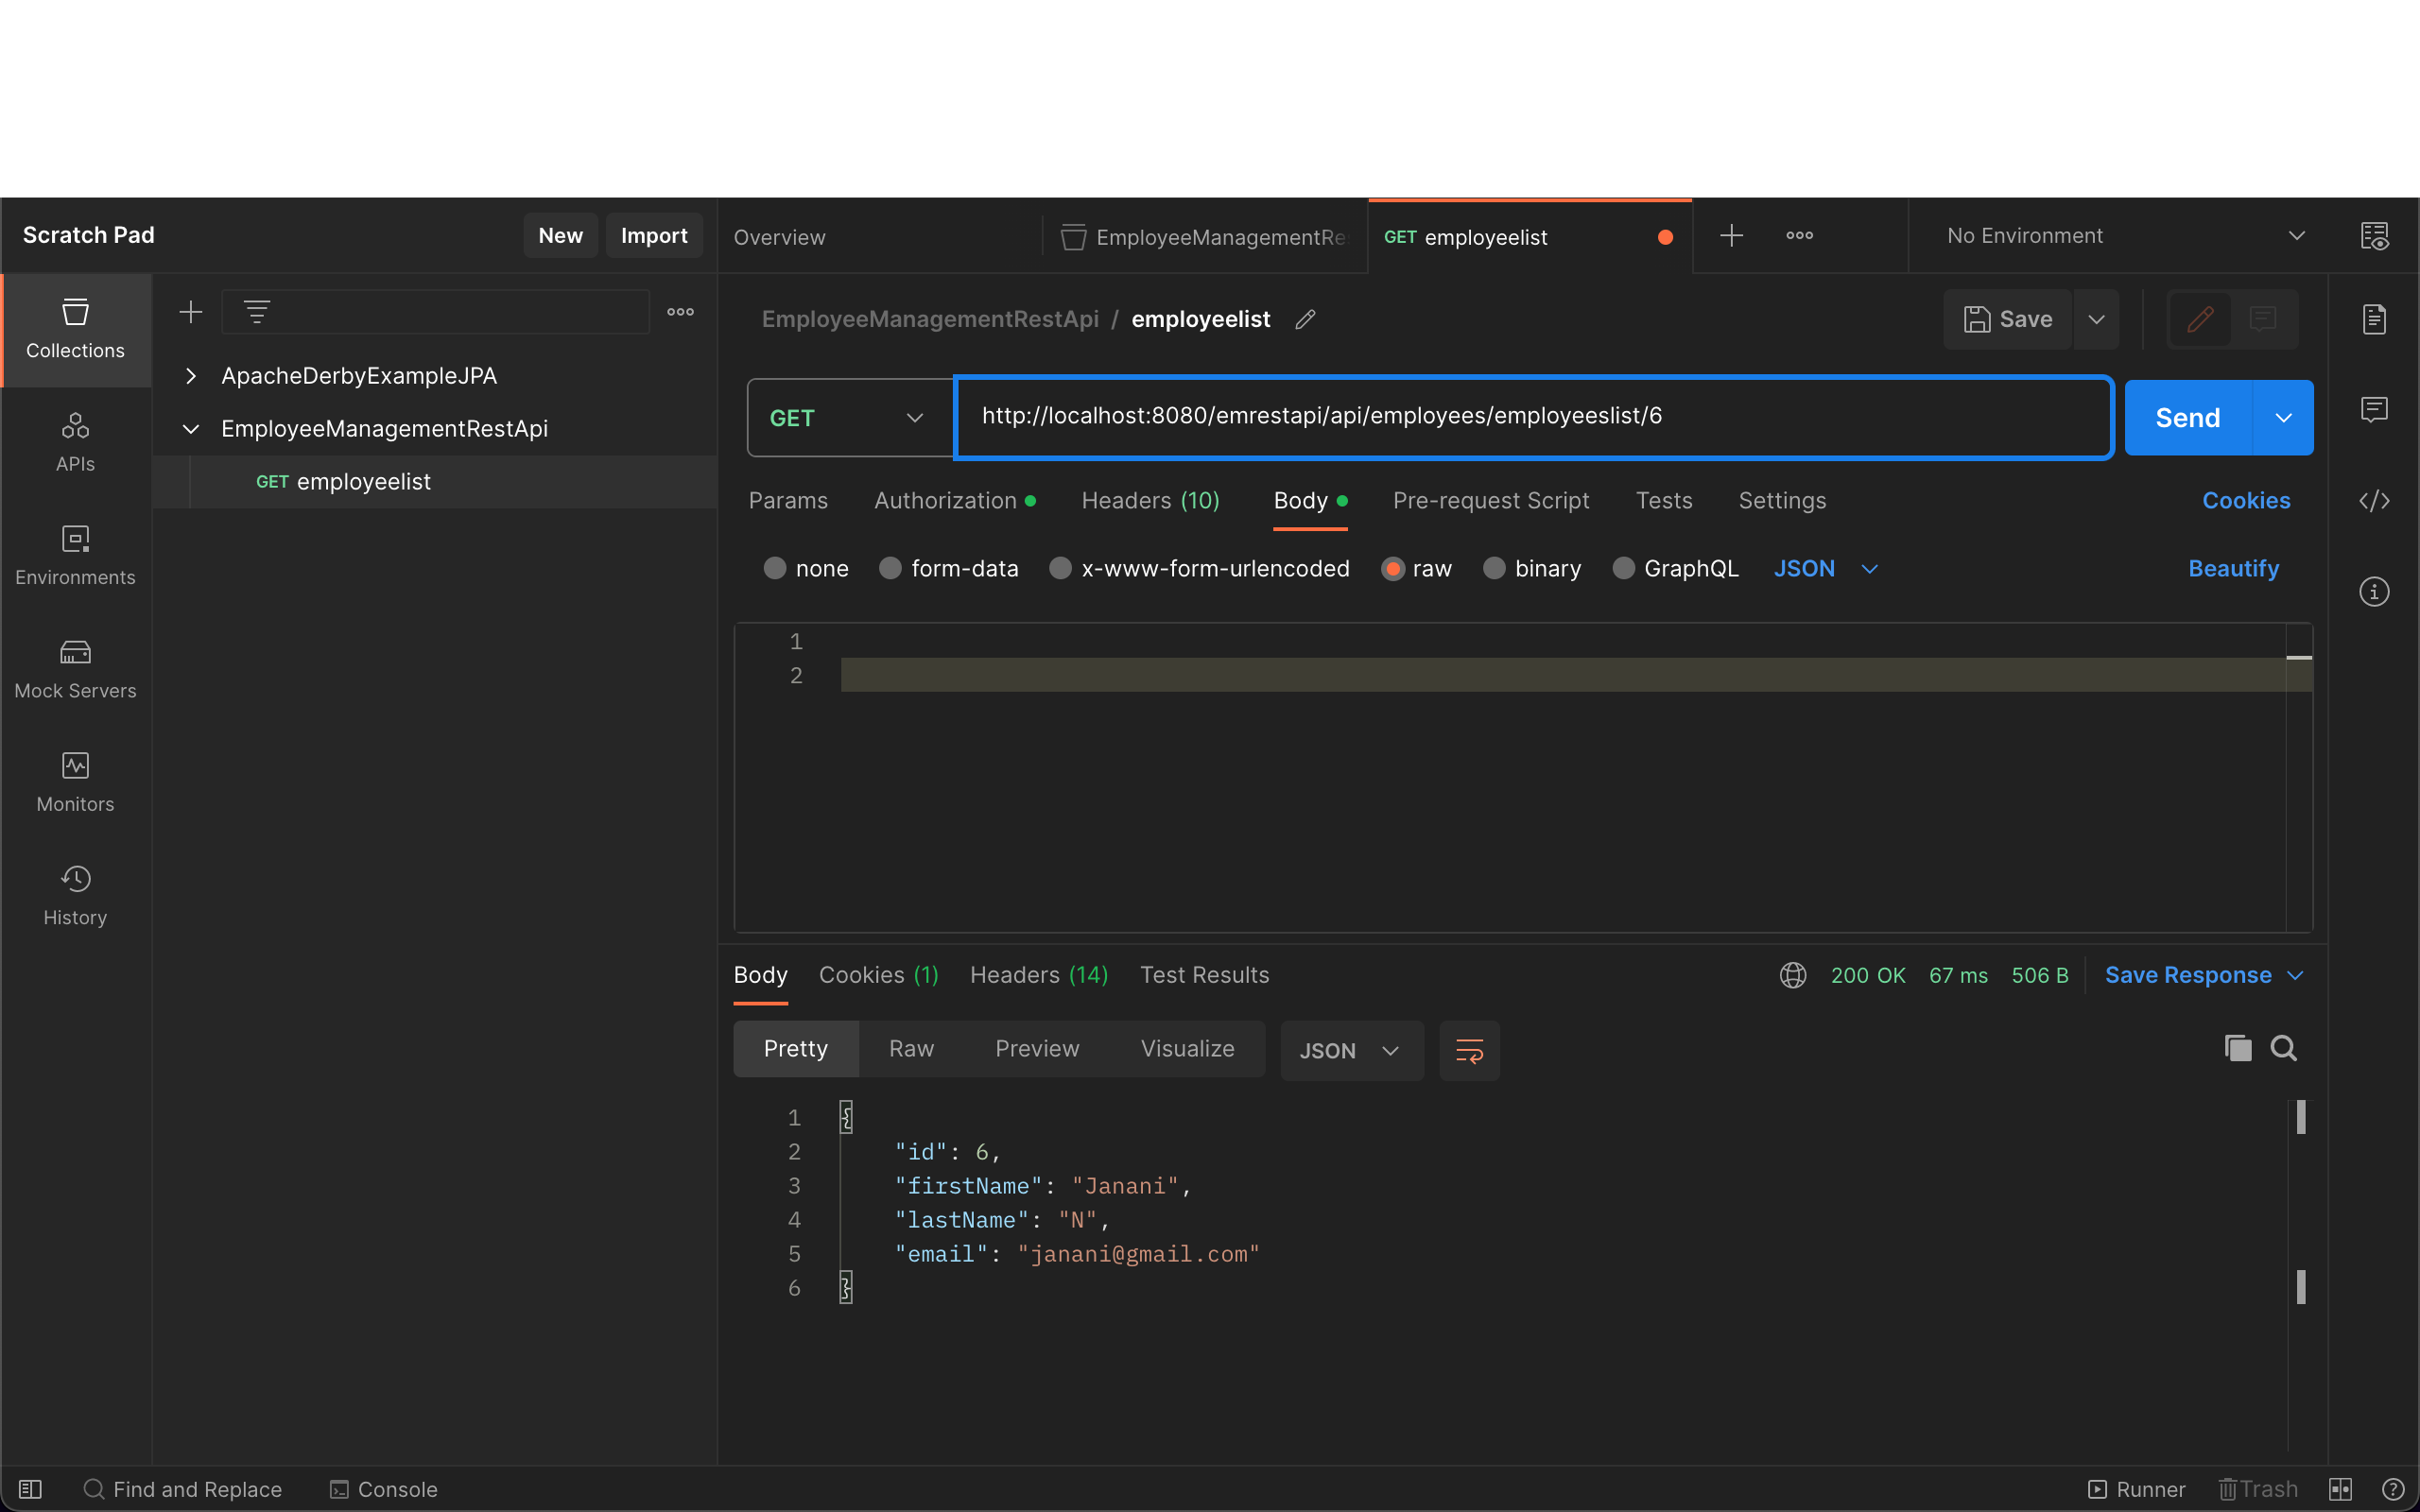 Scratch Pad
New
Import
Overview
EmployeeManagementRe
GET employeelist
No Environment
Collections
APIs
Environments
Mock Servers
Monitors
History
ApacheDerbyExampleJPA
EmployeeManagementRestApi
GET employeelist
EmployeeManagementRestApi / employeelist
Save
GET
http://localhost:8080/emrestapi/api/employees/employeeslist/6
Send
Params Authorization Headers (10) Body Pre-request Script Tests Settings Cookies
none form-data x-www-form-urlencoded raw binary GraphQL JSON Beautify
1
2
Body Cookies (1) Headers (14) Test Results 200 OK 67 ms 506 B Save Response
Pretty Raw Preview Visualize JSON
1 {
2 "id": 6,
3 "firstName": "Janani",
4 "lastName": "N",
5 "email": "janani@gmail.com"
6 }
Find and Replace Console Runner Trash